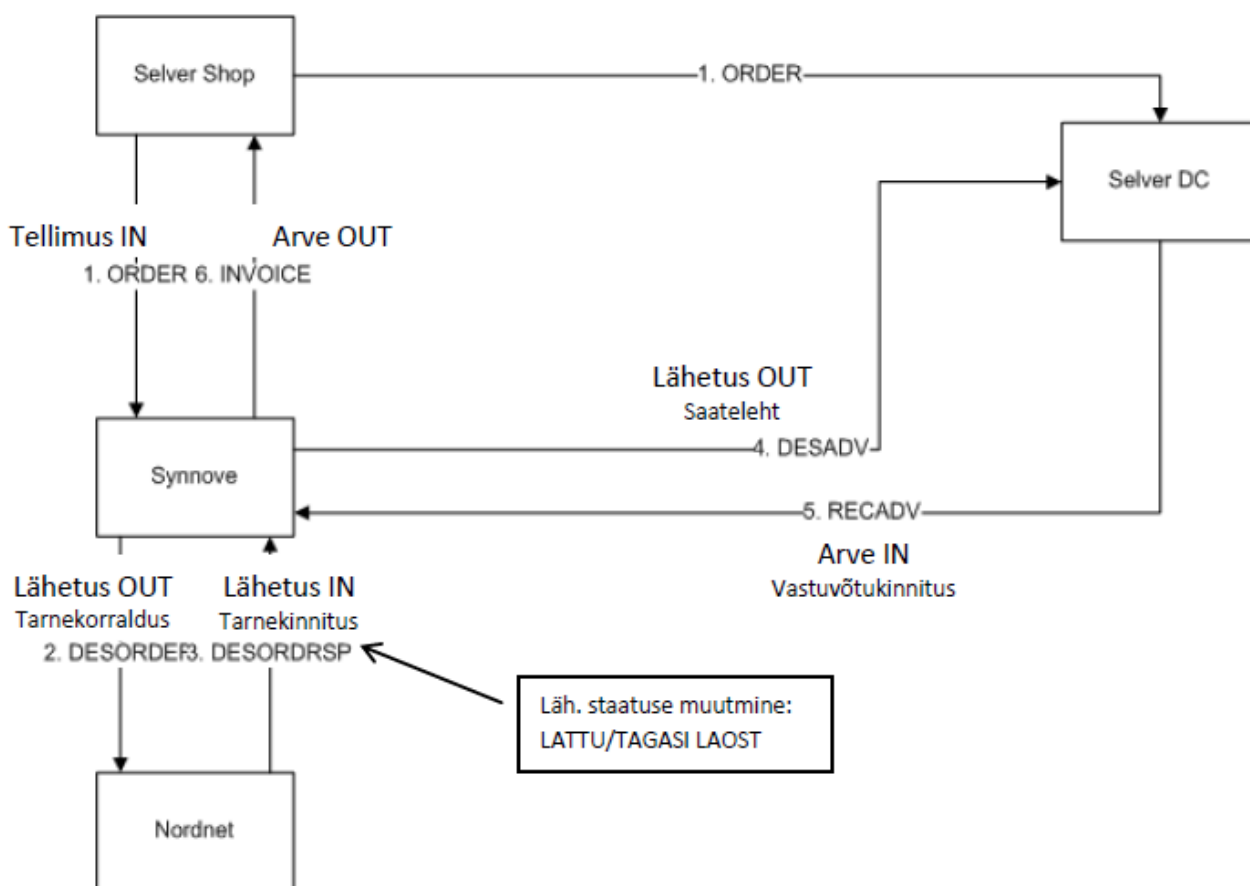 Selver Shop
1. ORDER
Selver DC
Tellimus IN
Arve OUT
1. ORDER 6. INVOICE
Lähetus OUT
Saateleht
4. DESADV
Synnove
5. RECADV
Arve IN
Vastuvõtukinnitus
Lähetus OUT
Tarnekorraldus
Lähetus IN
Tarnekinnitus
2. DESORDER3. DESORDRSP
Läh. staatuse muutmine:
LATTU/TAGASI LAOST
Nordnet